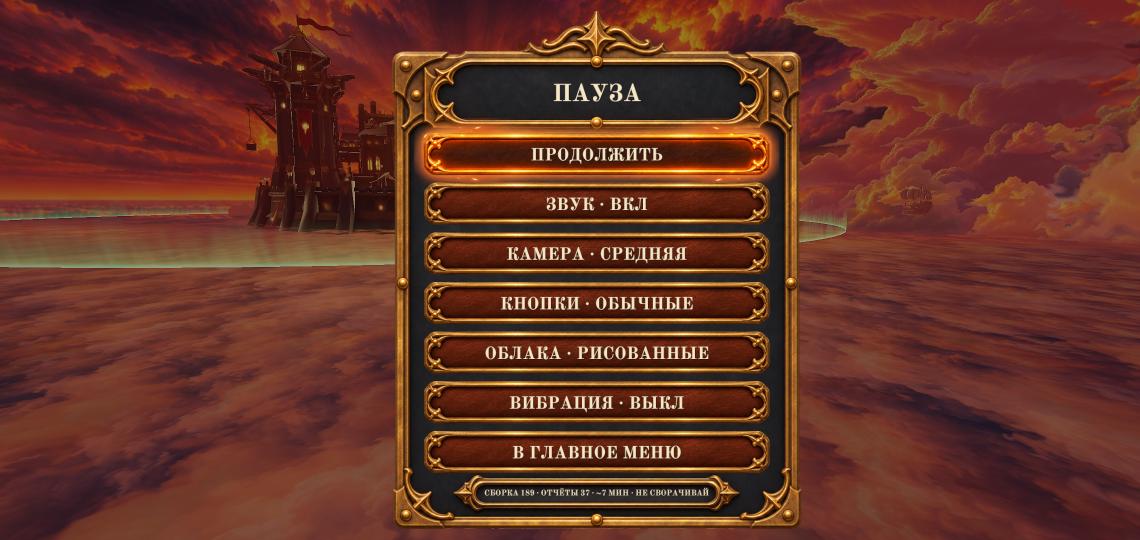 ПАУЗА
ПРОДОЛЖИТЬ
ЗВУК · ВКЛ
КАМЕРА · СРЕДНЯЯ
КНОПКИ · ОБЫЧНЫЕ
ОБЛАКА · РИСОВАННЫЕ
ВИБРАЦИЯ · ВЫКЛ
В ГЛАВНОЕ МЕНЮ
СБОРКА 189 · ОТЧЁТЫ 37 · ~7 МИН · НЕ СВОРАЧИВАЙ